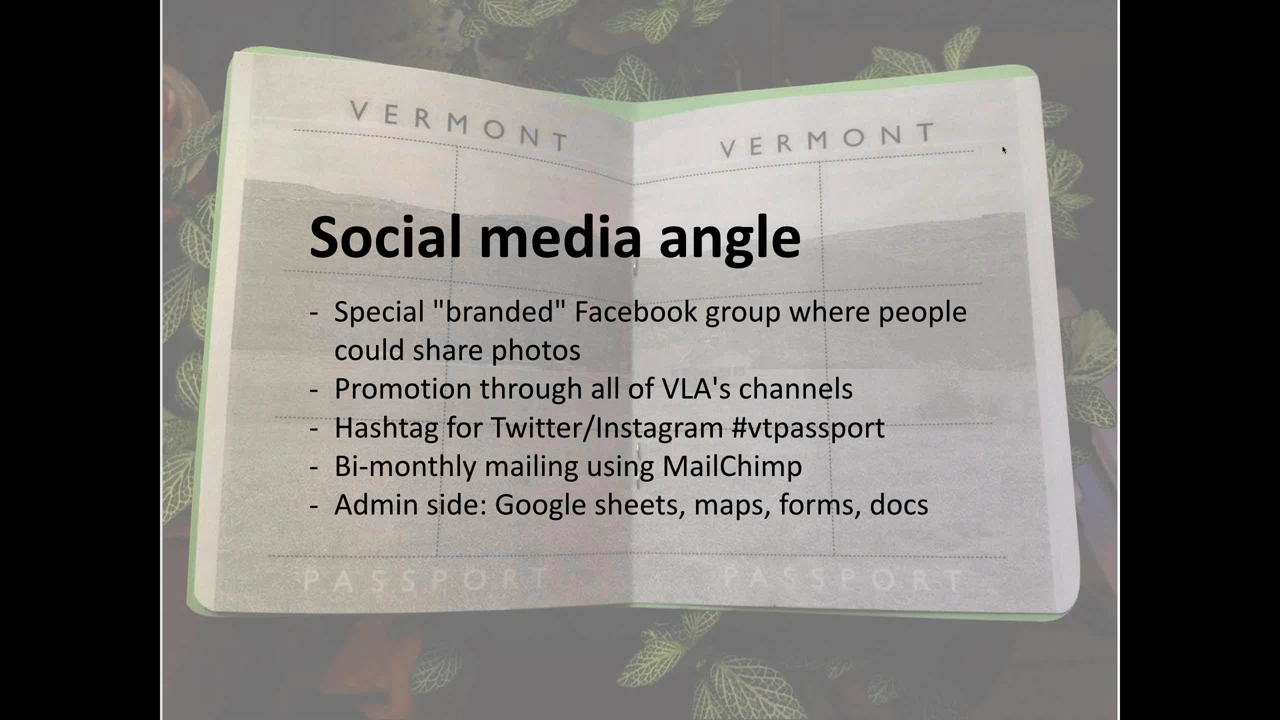 VERMONT VERMONT
Social media angle
- Special "branded" Facebook group where people
could share photos
- Promotion through all of VLA's channels
- Hashtag for Twitter/Instagram #vtpassport
- Bi-monthly mailing using MailChimp
- Admin side: Google sheets, maps, forms, docs
PASSPORT PASSPORT